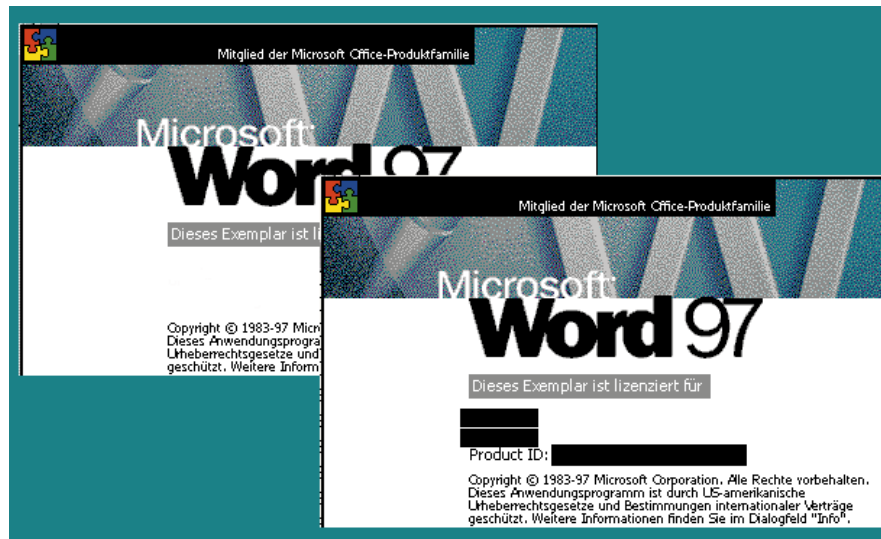 Mitglied der Microsoft Office-Produktfamilie
Microsoft
Word 97
Dieses Exemplar ist li
Copyright © 1983-97 Micr
Dieses Anwendungsprogra
Urheberrechtsgesetze und
geschützt. Weitere Inform
Mitglied der Microsoft Office-Produktfamilie
Microsoft
Word 97
Dieses Exemplar ist lizenziert für
Product ID:
Copyright © 1983-97 Microsoft Corporation. Alle Rechte vorbehalten.
Dieses Anwendungsprogramm ist durch US-amerikanische
Urheberrechtsgesetze und Bestimmungen internationaler Verträge
geschützt. Weitere Informationen finden Sie im Dialogfeld "Info".